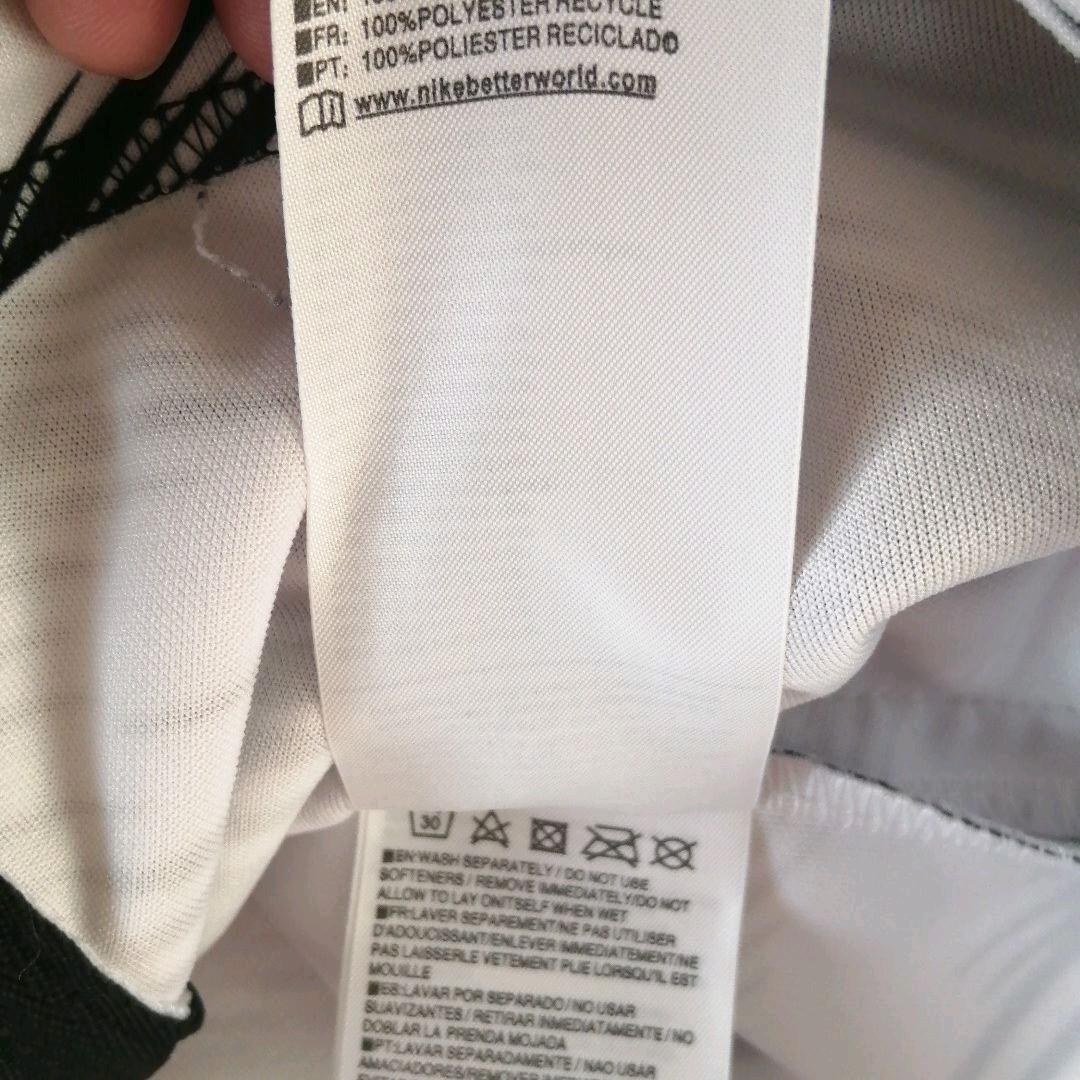 ■EN:
■FR: 100%POLYESTER RECYCLE
■PT: 100%POLIESTER RECICLADO
www.nikebetterworld.com
30
■EN:WASH SEPARATELY / DO NOT USE
SOFTENERS / REMOVE IMMEDIATELY/DO NOT
ALLOW TO LAY ONITSELF WHEN WET
■FR:LAVER SEPAREMENT/NE PAS UTILISER
D'ADOUCISSANT/ENLEVER IMMEDIATEMENT/NE
PAS LAISSERLE VETEMENT PLIE LORSQU'IL EST
MOUILLE
■ES:LAVAR POR SEPARADO / NO USAR
SUAVIZANTES / RETIRAR INMEDIATAMENTE / NO
DOBLAR LA PRENDA MOJADA
■PT:LAVAR SEPARADAMENTE / NAO USAR
AMACIADORES/REMOVER